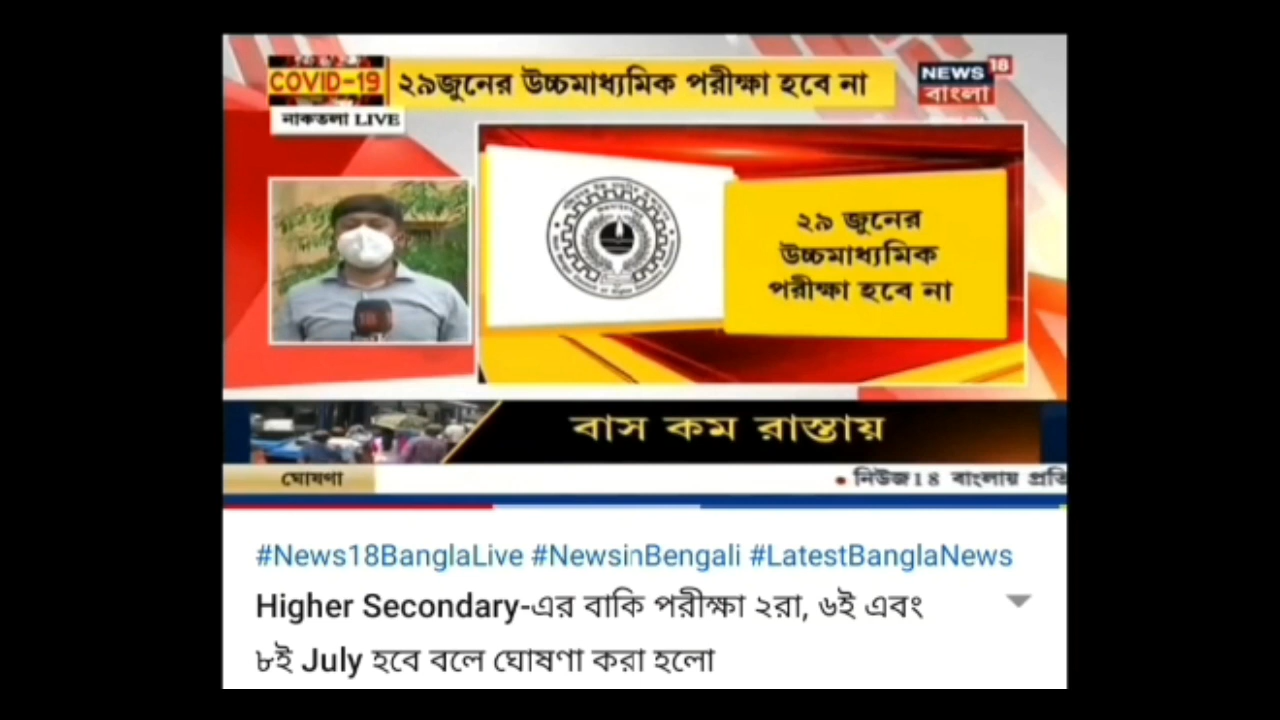 COVID-19 ২৯জুনের উচ্চমাধ্যমিক পরীক্ষা হবে না
NEWS 18
বাংলা
নাকতলা LIVE
২৯ জুনের
উচ্চমাধ্যমিক
পরীক্ষা হবে না
বাস কম রাস্তায়
ঘোষণা
• নিউজ18 বাংলায় প্রতি
#News18BanglaLive #NewsinBengali #LatestBanglaNews
Higher Secondary-এর বাকি পরীক্ষা ২রা, ৬ই এবং
৮ই July হবে বলে ঘোষণা করা হলো